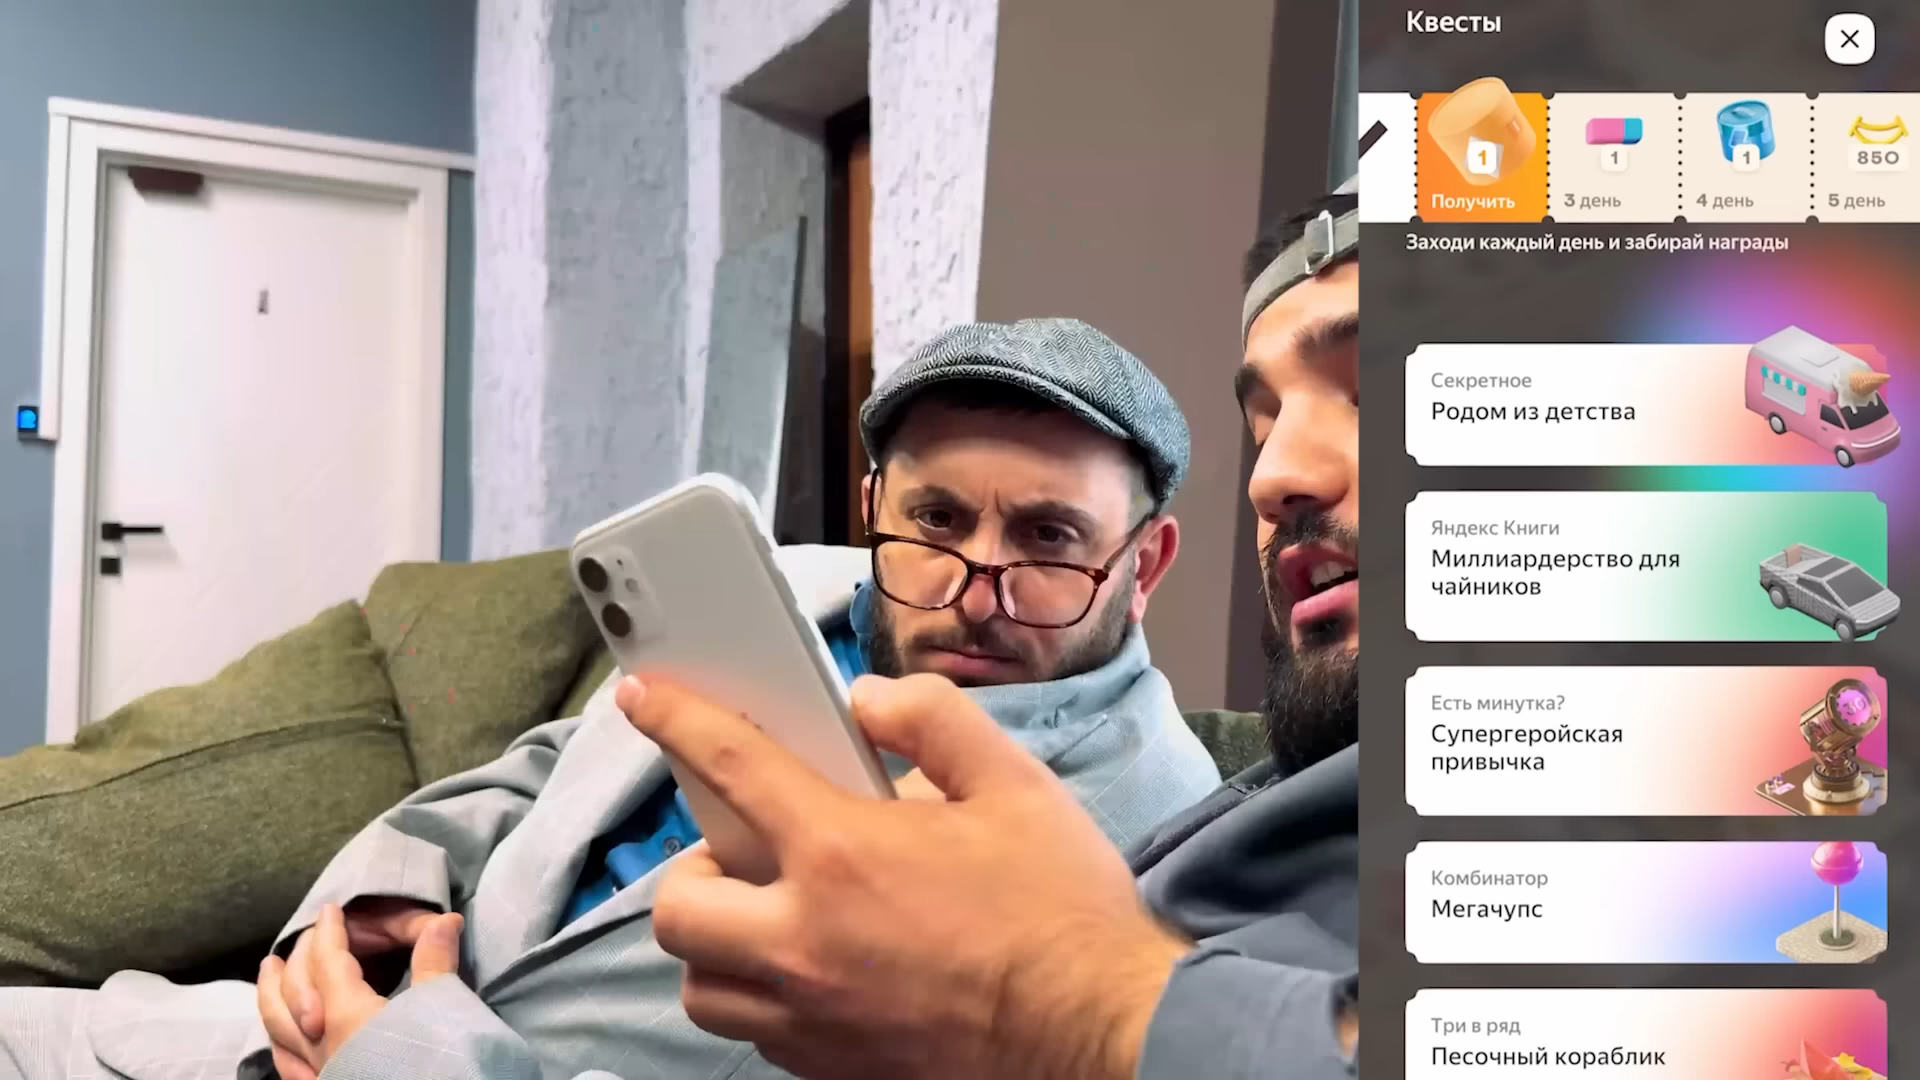 Квесты
1
Получить
1
3 день
1
4 день
850
5 день
Заходи каждый день и забирай награды
Секретное
Родом из детства
Яндекс Книги
Миллиардерство для
чайников
Есть минутка?
Супергеройская
привычка
Комбинатор
Мегачупс
Три в ряд
Песочный кораблик